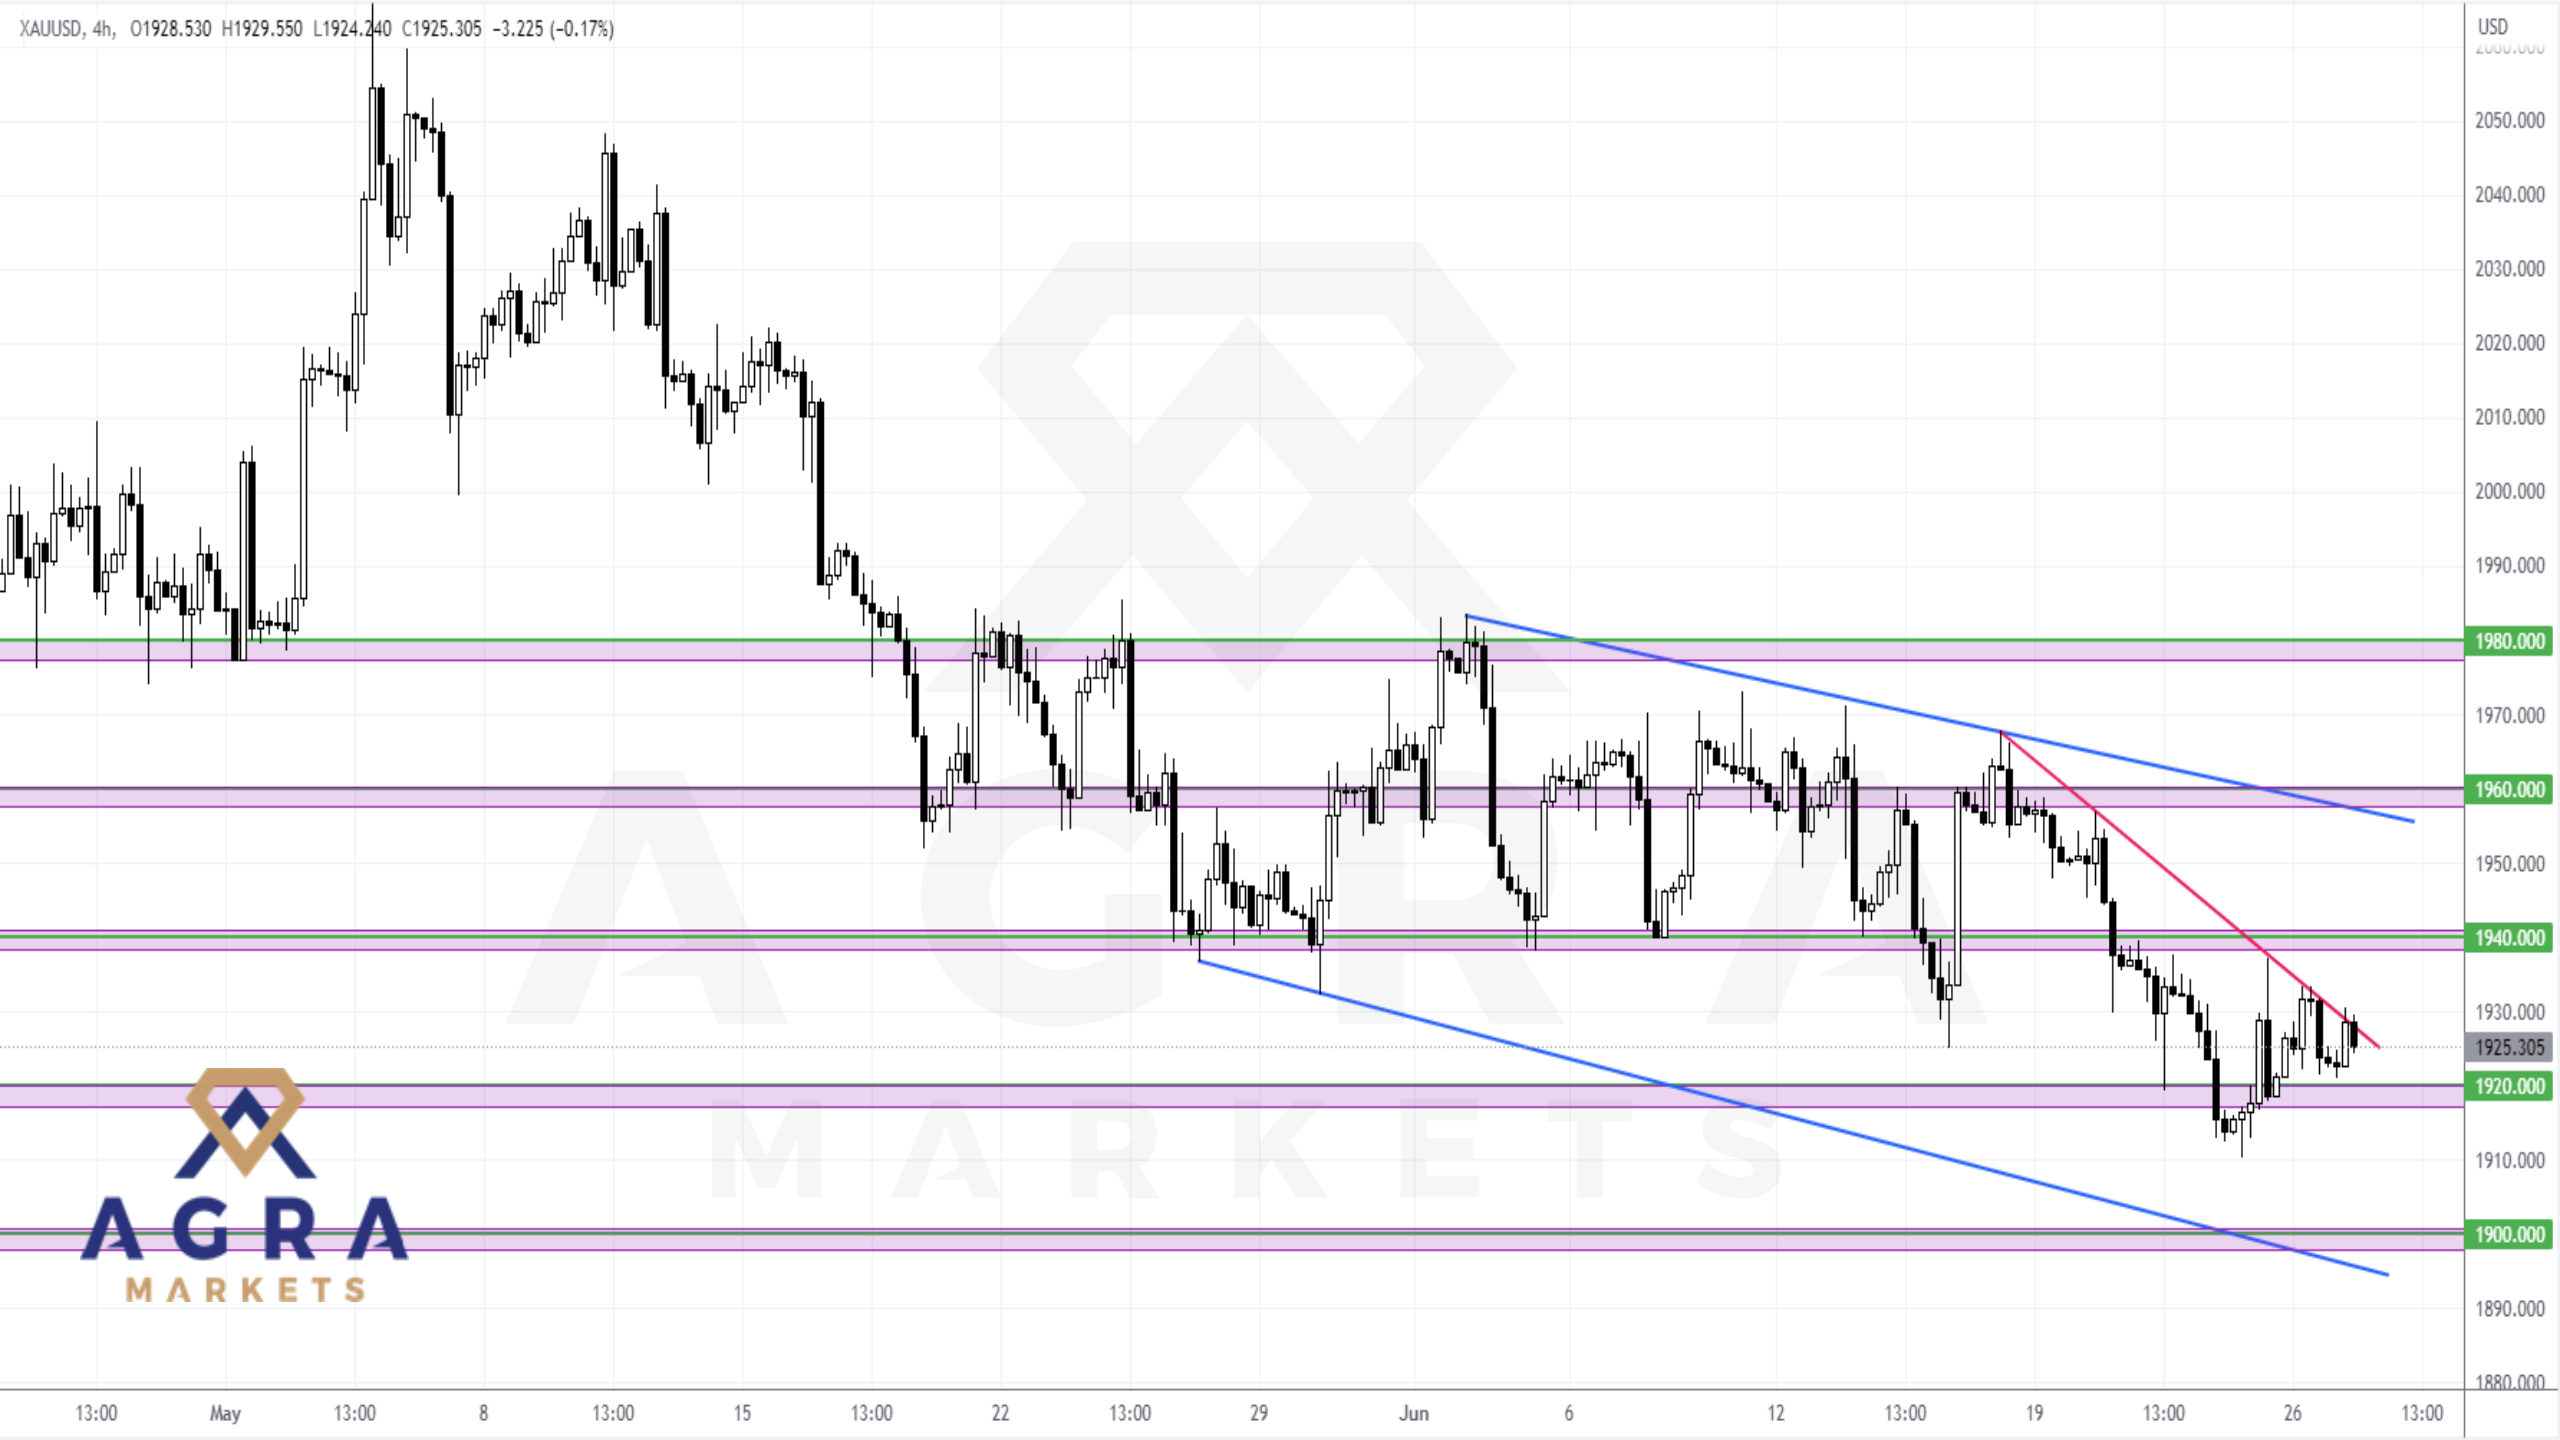 XAUUSD, 4h, O1928.530 H1929.550 L1924.240 C1925.305 −3.225 (−0.17%)
USD
2060.000
2050.000
2040.000
2030.000
2020.000
2010.000
2000.000
1990.000
1980.000
1970.000
1960.000
1950.000
1940.000
1930.000
1925.305
1920.000
1910.000
1900.000
1890.000
1880.000
AGRA
MARKETS
AGRA
MARKETS
13:00 May 13:00 8 13:00 15 13:00 22 13:00 29 Jun 6 12 13:00 19 13:00 26 13:00